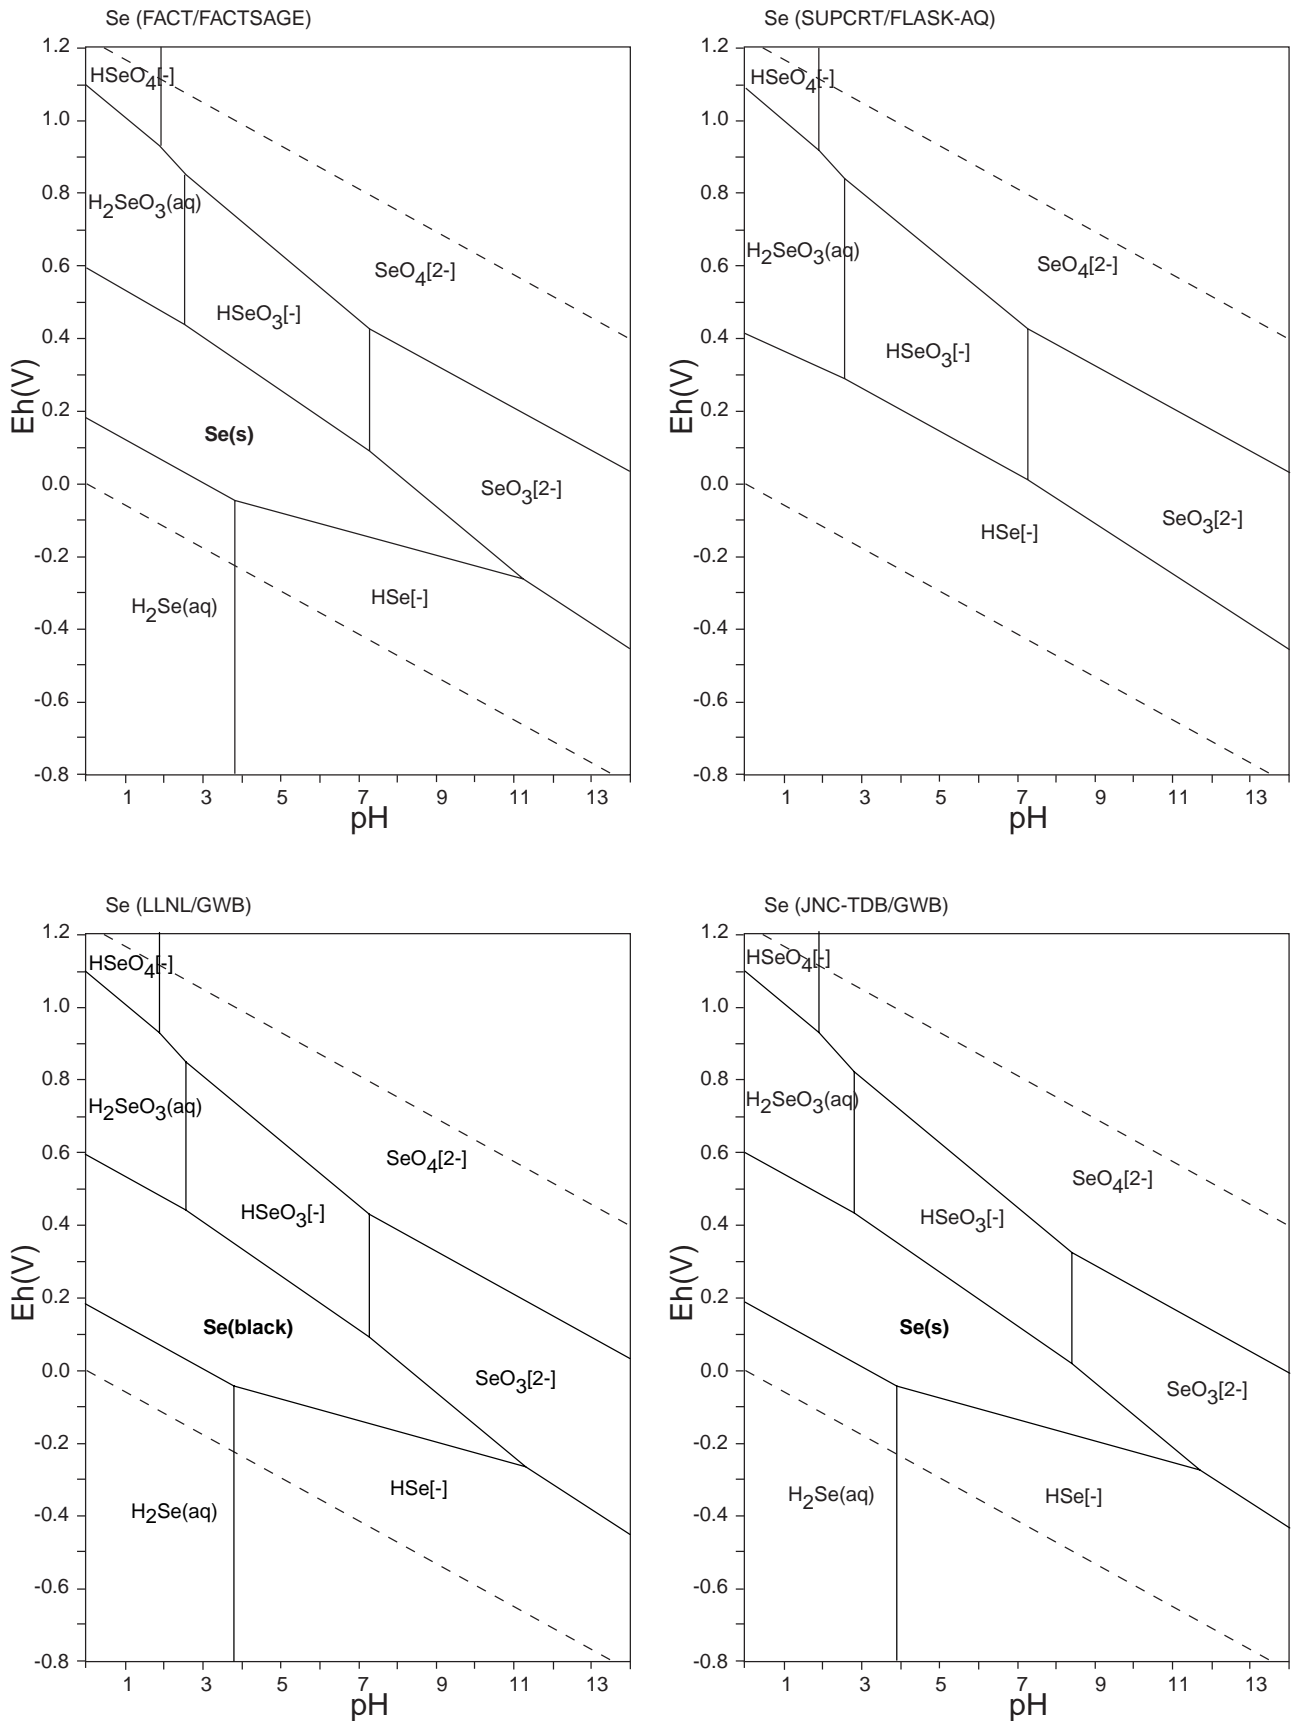 Se (FACT/FACTSAGE)
1.2
1.0
0.8
0.6
0.4
0.2
0.0
-0.2
-0.4
-0.6
-0.8
Eh(V)
HSeO4[-]
H2SeO3(aq)
SeO4[2-]
HSeO3[-]
Se(s)
SeO3[2-]
HSe[-]
H2Se(aq)
1 3 5 7 9 11 13
pH
Se (SUPCRT/FLASK-AQ)
1.2
1.0
0.8
0.6
0.4
0.2
0.0
-0.2
-0.4
-0.6
-0.8
Eh(V)
HSeO4[-]
H2SeO3(aq)
SeO4[2-]
HSeO3[-]
SeO3[2-]
HSe[-]
1 3 5 7 9 11 13
pH
Se (LLNL/GWB)
1.2
1.0
0.8
0.6
0.4
0.2
0.0
-0.2
-0.4
-0.6
-0.8
Eh(V)
HSeO4[-]
H2SeO3(aq)
SeO4[2-]
HSeO3[-]
Se(black)
SeO3[2-]
HSe[-]
H2Se(aq)
1 3 5 7 9 11 13
pH
Se (JNC-TDB/GWB)
1.2
1.0
0.8
0.6
0.4
0.2
0.0
-0.2
-0.4
-0.6
-0.8
Eh(V)
HSeO4[-]
H2SeO3(aq)
SeO4[2-]
HSeO3[-]
Se(s)
SeO3[2-]
H2Se(aq)
HSe[-]
1 3 5 7 9 11 13
pH